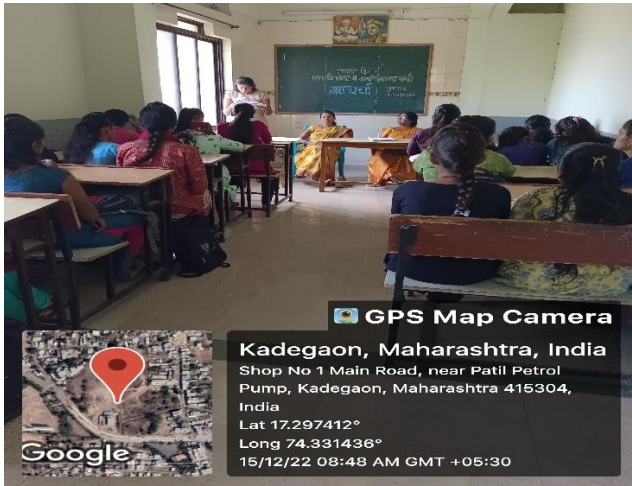 गटचर्चा
GPS Map Camera
Kadegaon, Maharashtra, India
Shop No 1 Main Road, near Patil Petrol
Pump, Kadegaon, Maharashtra 415304,
India
Lat 17.297412°
Long 74.331436°
15/12/22 08:48 AM GMT +05:30
Google